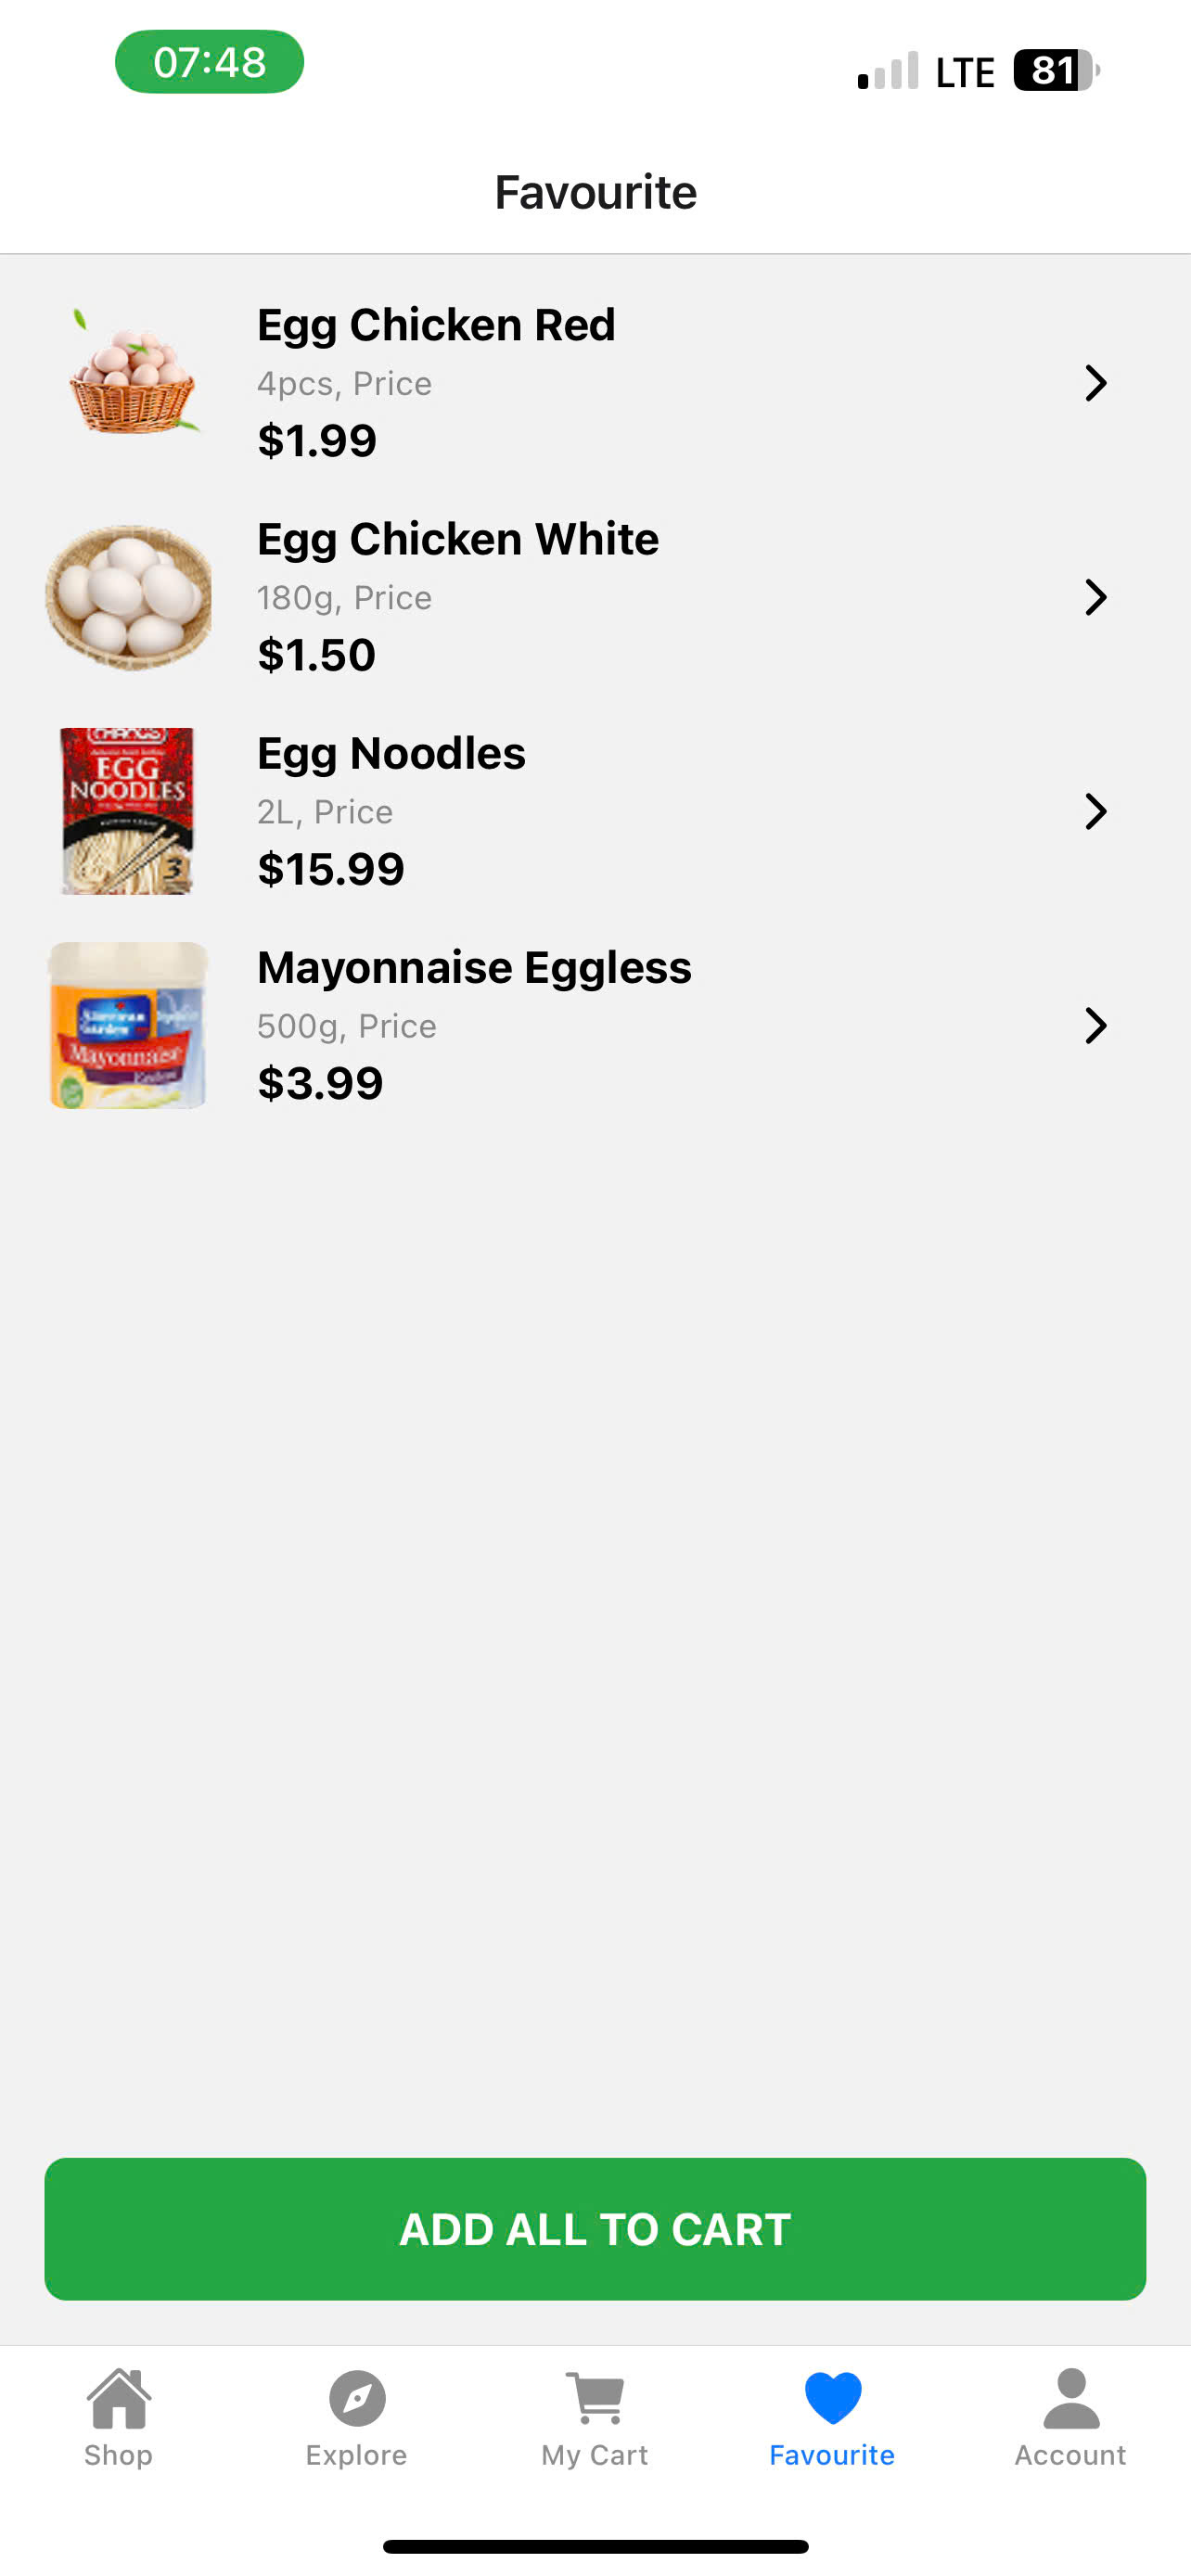 07:48
LTE 81
Favourite
Egg Chicken Red
4pcs, Price
$1.99
Egg Chicken White
180g, Price
$1.50
EGG
NOODLES
3
Egg Noodles
2L, Price
$15.99
Mayonnaise
Mayonnaise Eggless
500g, Price
$3.99
ADD ALL TO CART
Shop
Explore
My Cart
Favourite
Account